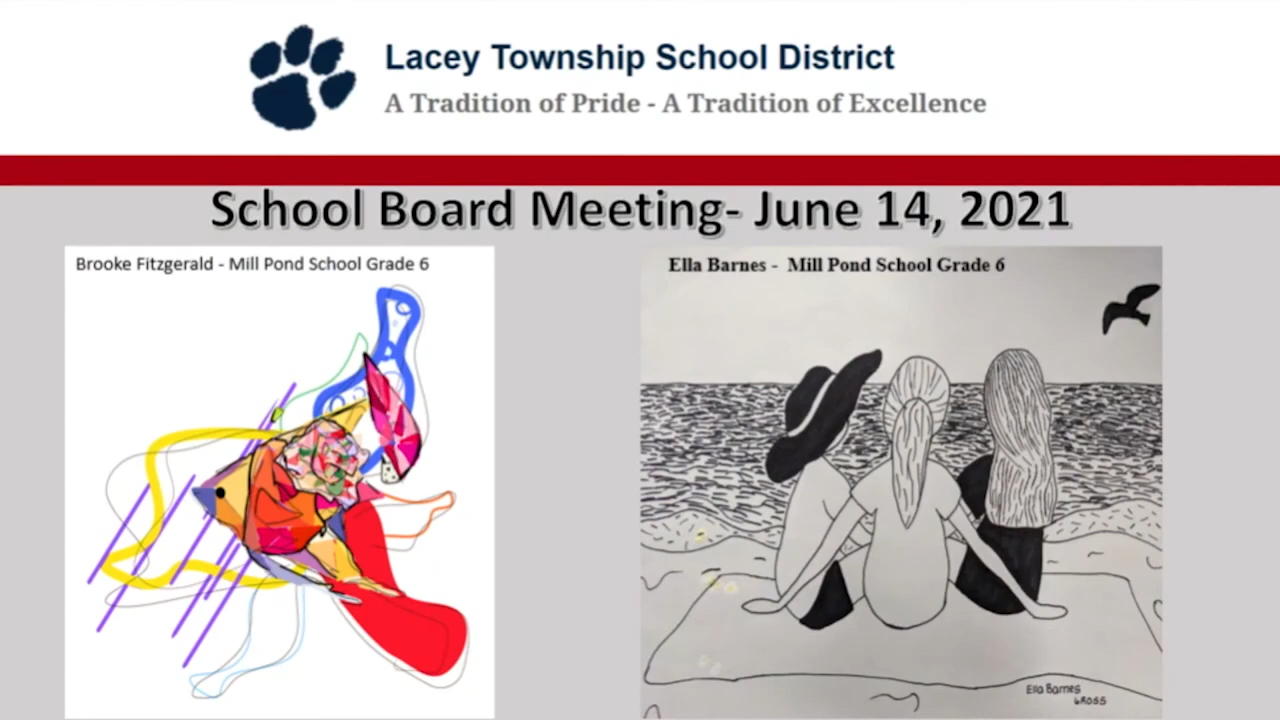 Lacey Township School District
A Tradition of Pride - A Tradition of Excellence
School Board Meeting- June 14, 2021
Brooke Fitzgerald - Mill Pond School Grade 6
Ella Barnes - Mill Pond School Grade 6
Ella Barnes
6ROSS